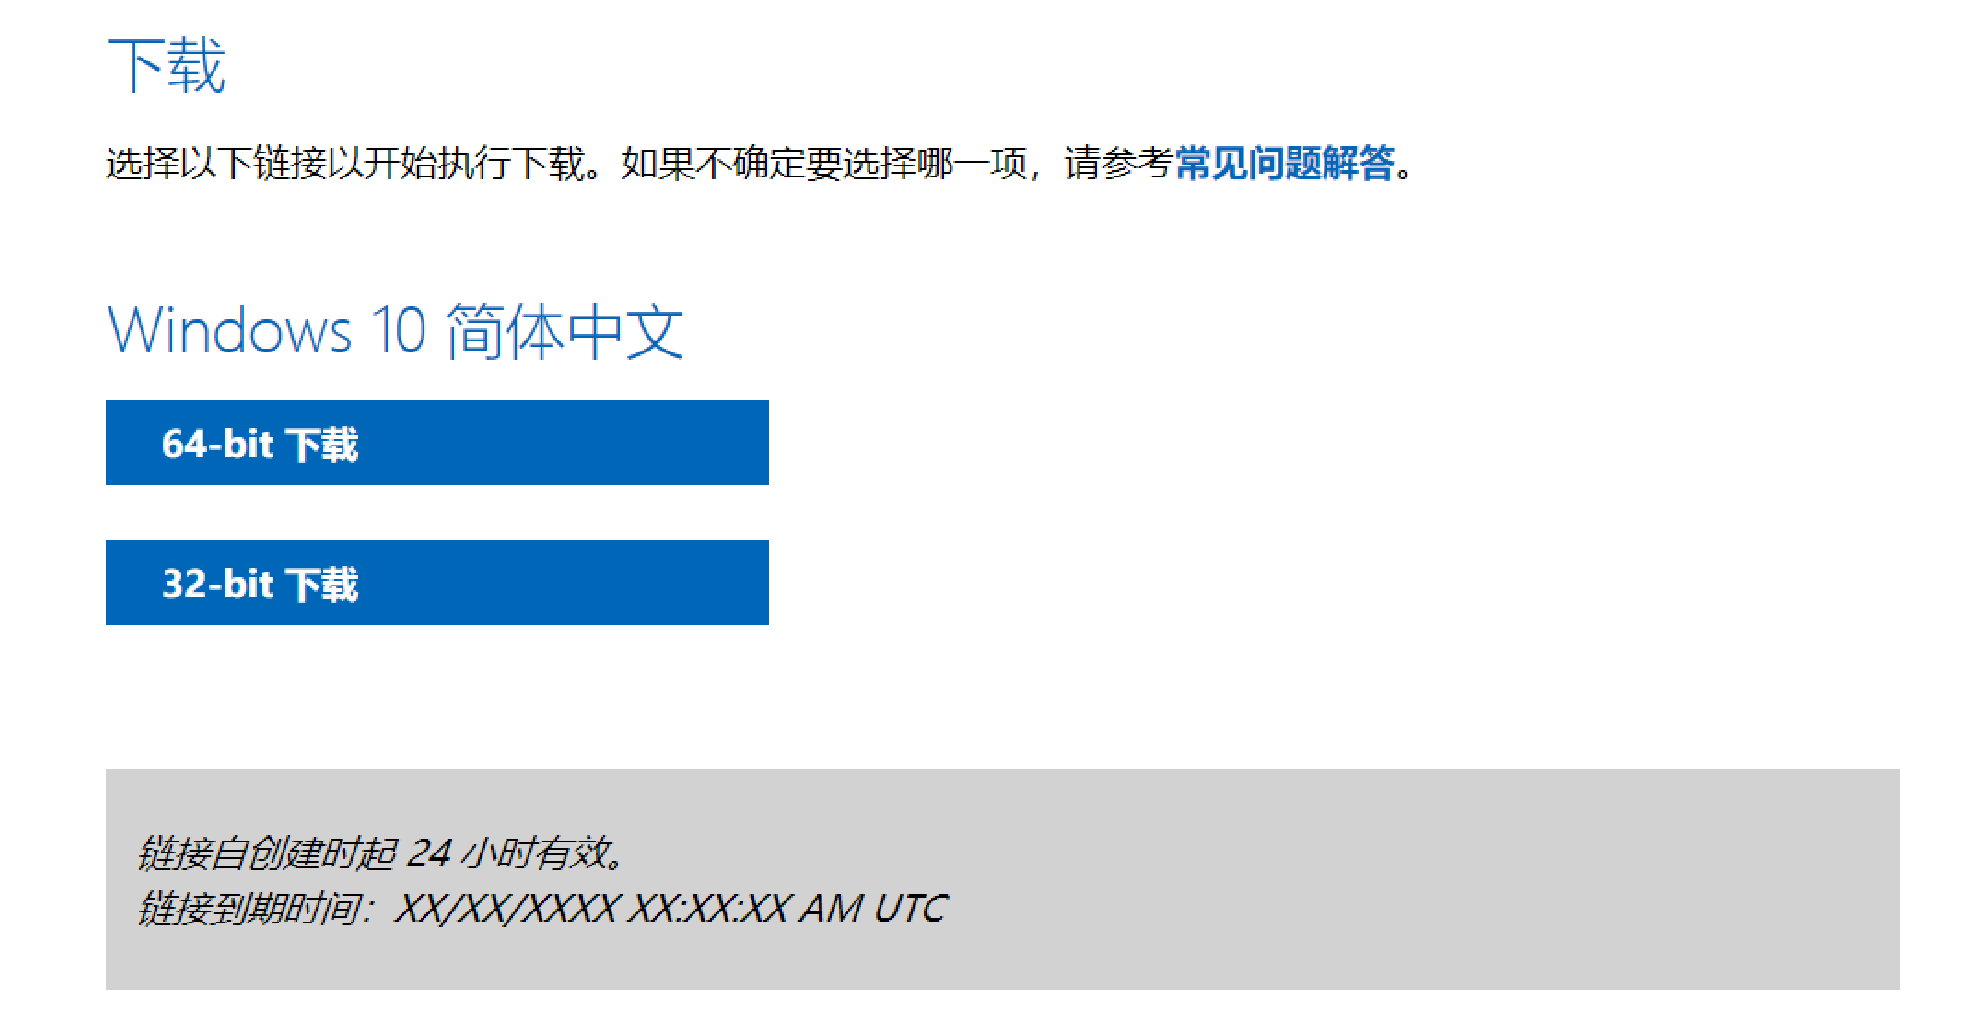 下载
选择以下链接以开始执行下载。如果不确定要选择哪一项，请参考常见问题解答。
Windows 10 简体中文
64-bit 下载
32-bit 下载
链接自创建时起 24 小时有效。
链接到期时间：XX/XX/XXXX XX:XX:XX AM UTC